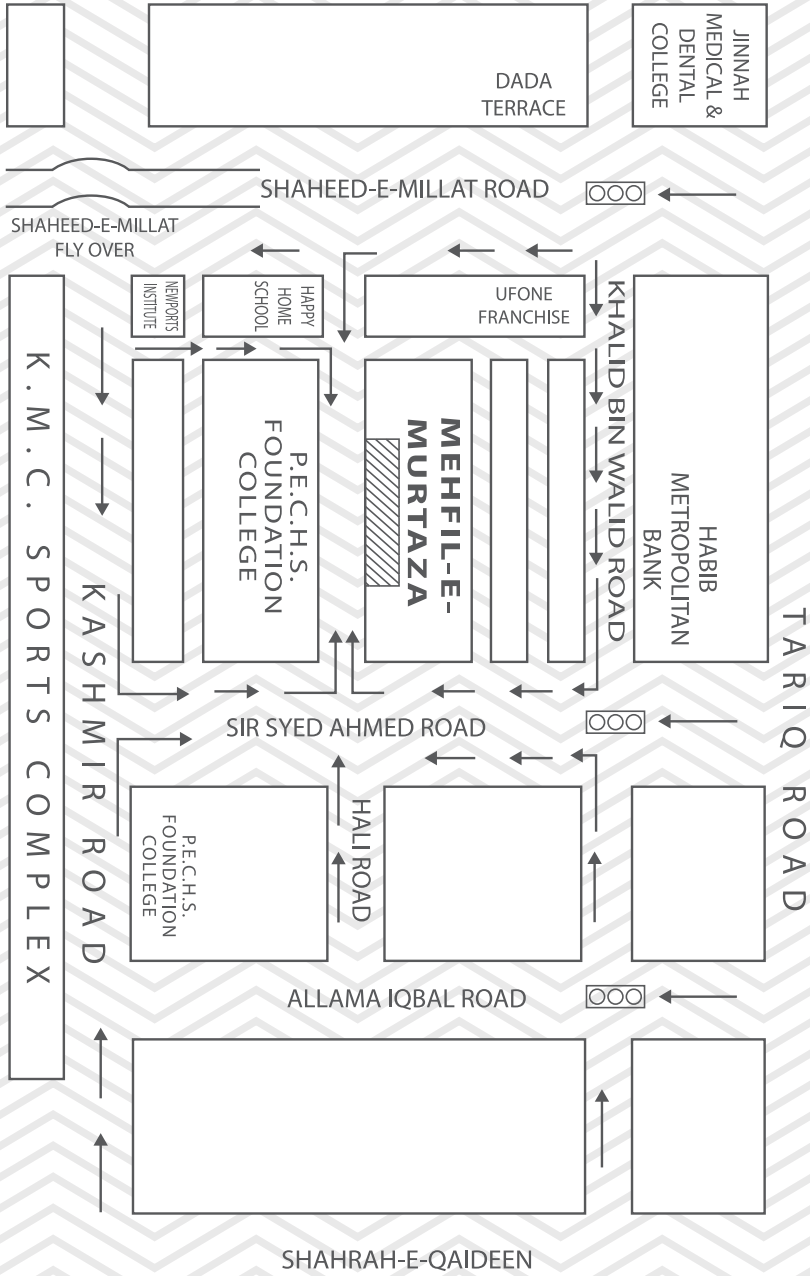 JINNAH
MEDICAL &
DENTAL
COLLEGE
DADA
TERRACE
SHAHEED-E-MILLAT ROAD
SHAHEED-E-MILLAT
FLY OVER
NEWPORTS
INSTITUTE
HAPPY
HOME
SCHOOL
UFONE
FRANCHISE
KHALID BIN WALID ROAD
K.M.C. SPORTS COMPLEX
P.E.C.H.S.
FOUNDATION
COLLEGE
MEHFIL-E-
MURTAZA
HABIB
METROPOLITAN
BANK
KASHMIR ROAD
TARIQ ROAD
SIR SYED AHMED ROAD
P.E.C.H.S.
FOUNDATION
COLLEGE
HALI ROAD
ALLAMA IQBAL ROAD
SHAHRAH-E-QAIDEEN